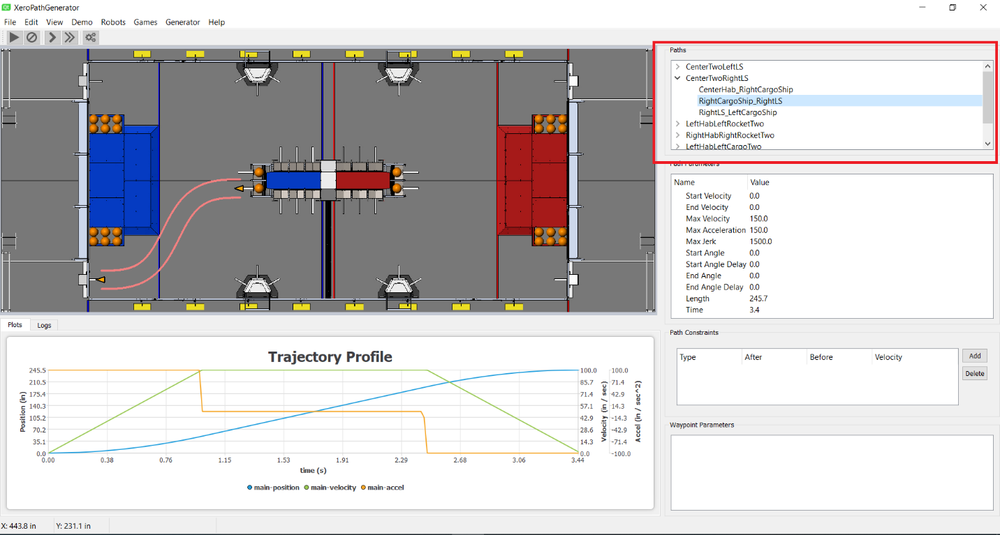 Qt XeroPathGenerator
File Edit View Demo Robots Games Generator Help
Paths
CenterTwoLeftLS
CenterTwoRightLS
CenterHab_RightCargoShip
RightCargoShip_RightLS
RightLS_LeftCargoShip
LeftHabLeftRocketTwo
RightHabRightRocketTwo
LeftHabLeftCargoTwo
Path Parameters
Name Value
Start Velocity 0.0
End Velocity 0.0
Max Velocity 150.0
Max Acceleration 150.0
Max Jerk 1500.0
Start Angle 0.0
Start Angle Delay 0.0
End Angle 0.0
End Angle Delay 0.0
Length 245.7
Time 3.4
Plots Logs
Path Constraints
Type After Before Velocity
Add
Delete
Waypoint Parameters
Trajectory Profile
245.5 100.0 100.0
210.5 85.7 71.4
175.4 71.4 42.9
140.3 57.1 14.3
105.2 42.9 -14.3
70.2 28.6 -42.9
35.1 14.3 -71.4
0.0 0.0 -100.0
Position (in)
Velocity (in / sec)
Accel (in / sec^2)
0.00 0.38 0.76 1.15 1.53 1.91 2.29 2.68 3.06 3.44
time (s)
main-position main-velocity main-accel
X: 443.8 in Y: 231.1 in